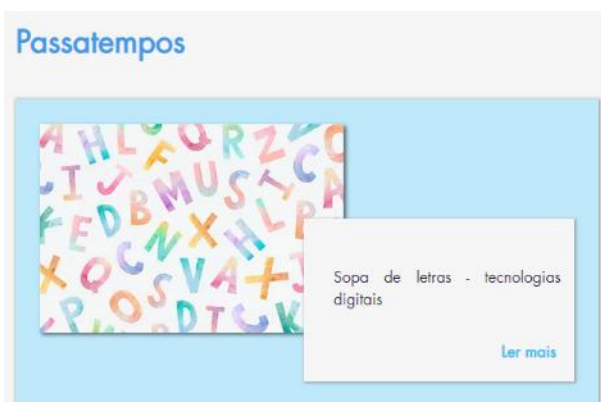 Passatempos
A H L F Q R Z C
I J B M U S T C A
F E D B N X H L B
X Q C S V A X J
P O S D T C K
Sopa de letras - tecnologias
digitais
Ler mais